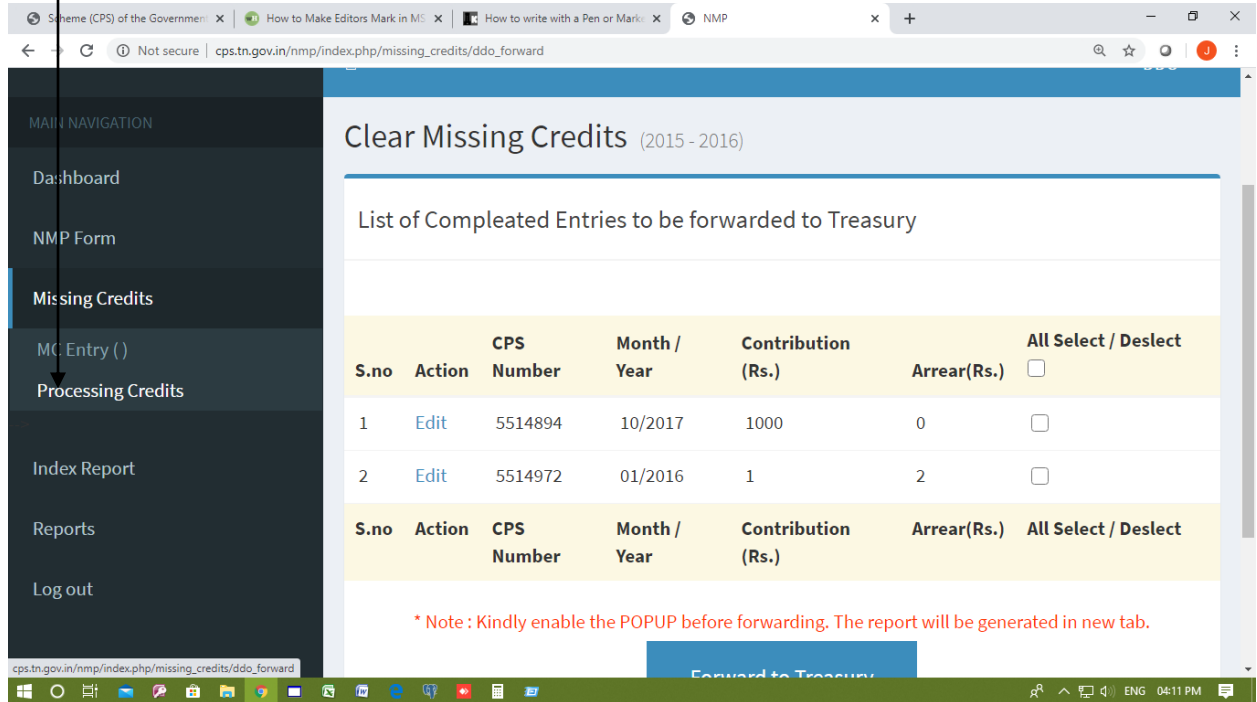 Scheme (CPS) of the Government
How to Make Editors Mark in MS
How to write with a Pen or Marke
NMP
Not secure | cps.tn.gov.in/nmp/index.php/missing_credits/ddo_forward
J
MAIN NAVIGATION
Dashboard
NMP Form
Missing Credits
MC Entry ( )
Processing Credits
Index Report
Reports
Log out
Clear Missing Credits (2015 - 2016)
List of Compleated Entries to be forwarded to Treasury
S.no Action CPS Number Month / Year Contribution (Rs.) Arrear(Rs.) All Select / Deslect
1 Edit 5514894 10/2017 1000 0
2 Edit 5514972 01/2016 1 2
S.no Action CPS Number Month / Year Contribution (Rs.) Arrear(Rs.) All Select / Deslect
* Note : Kindly enable the POPUP before forwarding. The report will be generated in new tab.
Forward to Treasury
cps.tn.gov.in/nmp/index.php/missing_credits/ddo_forward
ENG 04:11 PM